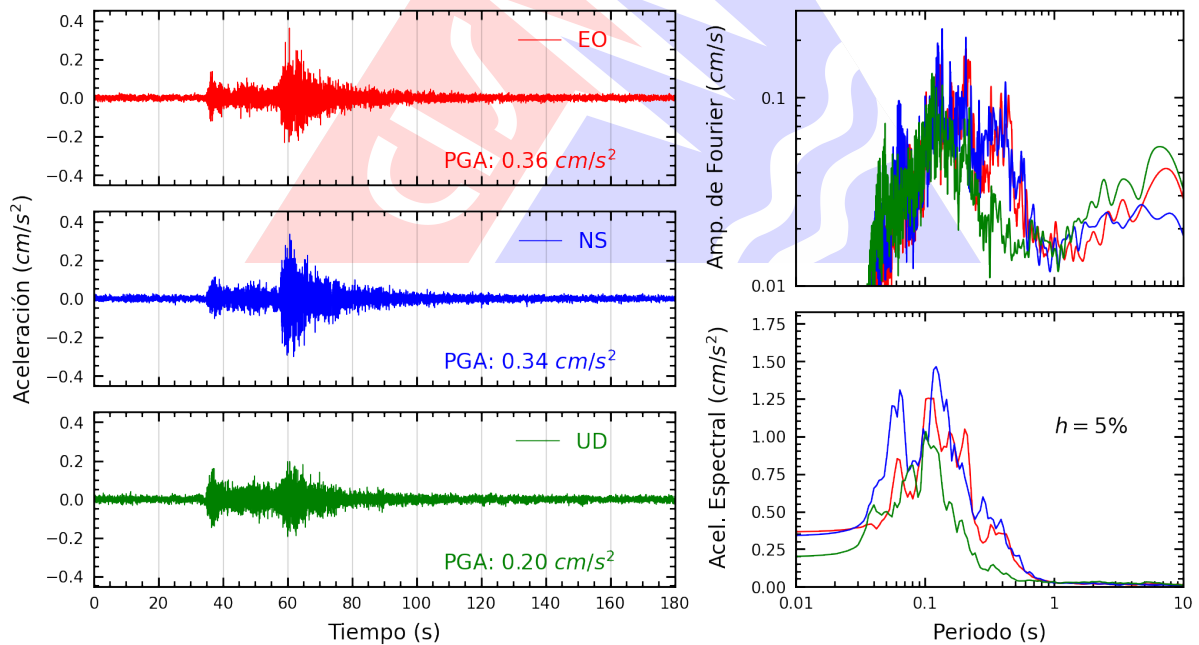 Aceleración (cm/s²)
0.4
0.2
0.0
−0.2
−0.4
EO
PGA: 0.36 cm/s²
0.4
0.2
0.0
−0.2
−0.4
NS
PGA: 0.34 cm/s²
0.4
0.2
0.0
−0.2
−0.4
UD
PGA: 0.20 cm/s²
0 20 40 60 80 100 120 140 160 180
Tiempo (s)
Amp. de Fourier (cm/s)
0.1
0.01
Acel. Espectral (cm/s²)
1.75
1.50
1.25
1.00
0.75
0.50
0.25
0.00
h = 5%
0.01 0.1 1 10
Periodo (s)